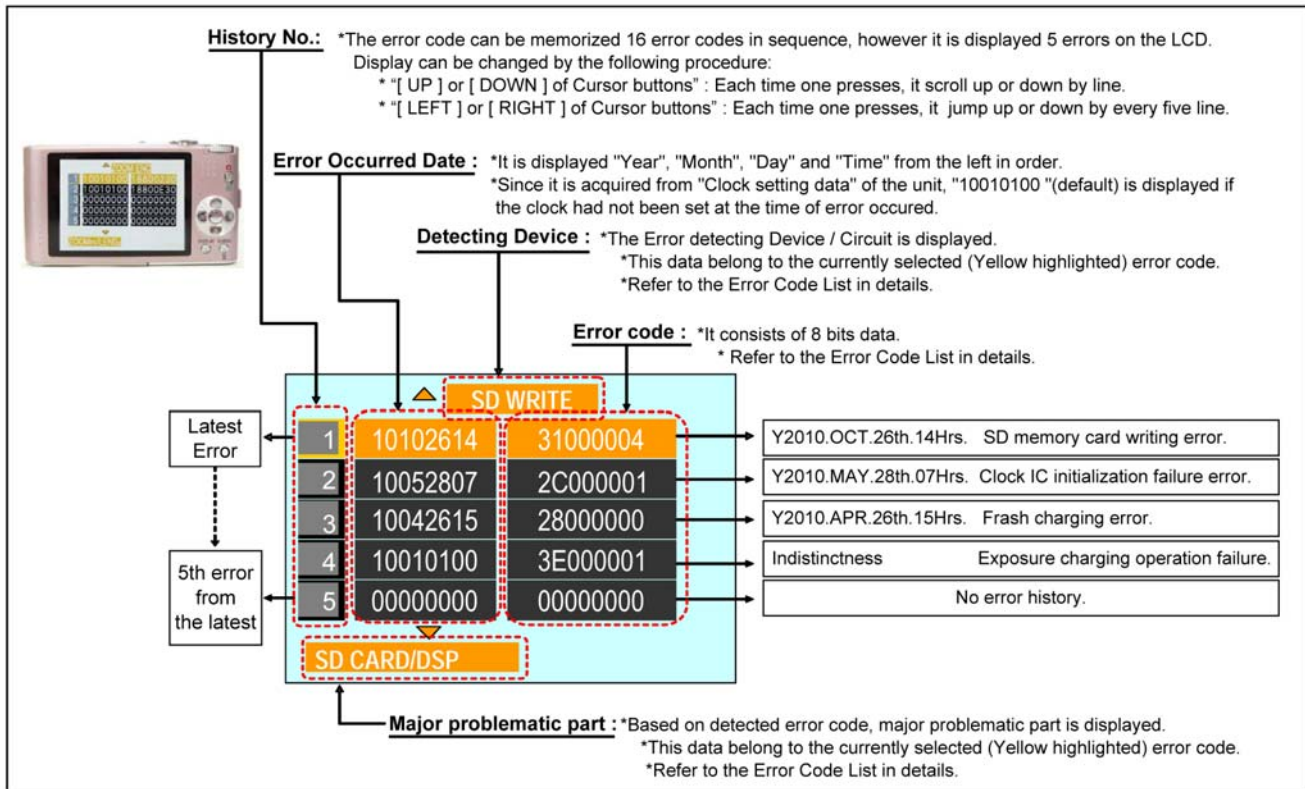 History No.: *The error code can be memorized 16 error codes in sequence, however it is displayed 5 errors on the LCD.
Display can be changed by the following procedure:
* "[ UP ] or [ DOWN ] of Cursor buttons" : Each time one presses, it scroll up or down by line.
* "[ LEFT ] or [ RIGHT ] of Cursor buttons" : Each time one presses, it jump up or down by every five line.
Error Occurred Date : *It is displayed "Year", "Month", "Day" and "Time" from the left in order.
*Since it is acquired from "Clock setting data" of the unit, "10010100 "(default) is displayed if
the clock had not been set at the time of error occured.
Detecting Device : *The Error detecting Device / Circuit is displayed.
*This data belong to the currently selected (Yellow highlighted) error code.
*Refer to the Error Code List in details.
Error code : *It consists of 8 bits data.
* Refer to the Error Code List in details.
10010100 18800E30
SD WRITE
Latest
Error
1 10102614 31000004 Y2010.OCT.26th.14Hrs. SD memory card writing error.
2 10052807 2C000001 Y2010.MAY.28th.07Hrs. Clock IC initialization failure error.
3 10042615 28000000 Y2010.APR.26th.15Hrs. Frash charging error.
4 10010100 3E000001 Indistinctness Exposure charging operation failure.
5 00000000 00000000 No error history.
5th error
from
the latest
SD CARD/DSP
Major problematic part : *Based on detected error code, major problematic part is displayed.
*This data belong to the currently selected (Yellow highlighted) error code.
*Refer to the Error Code List in details.